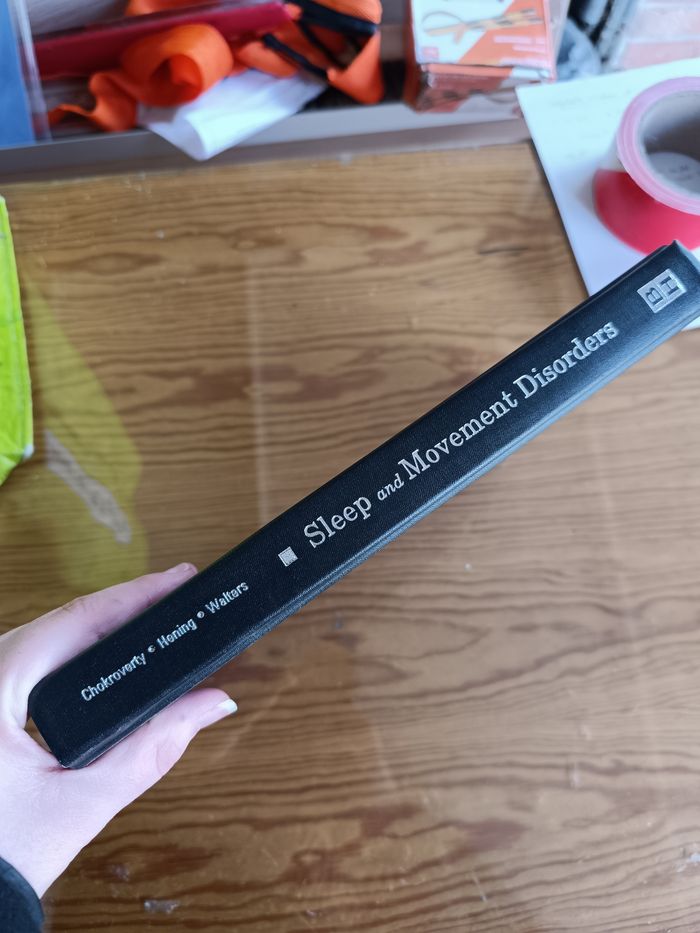 Chokroverty • Hening • Walters
Sleep and Movement Disorders
BH